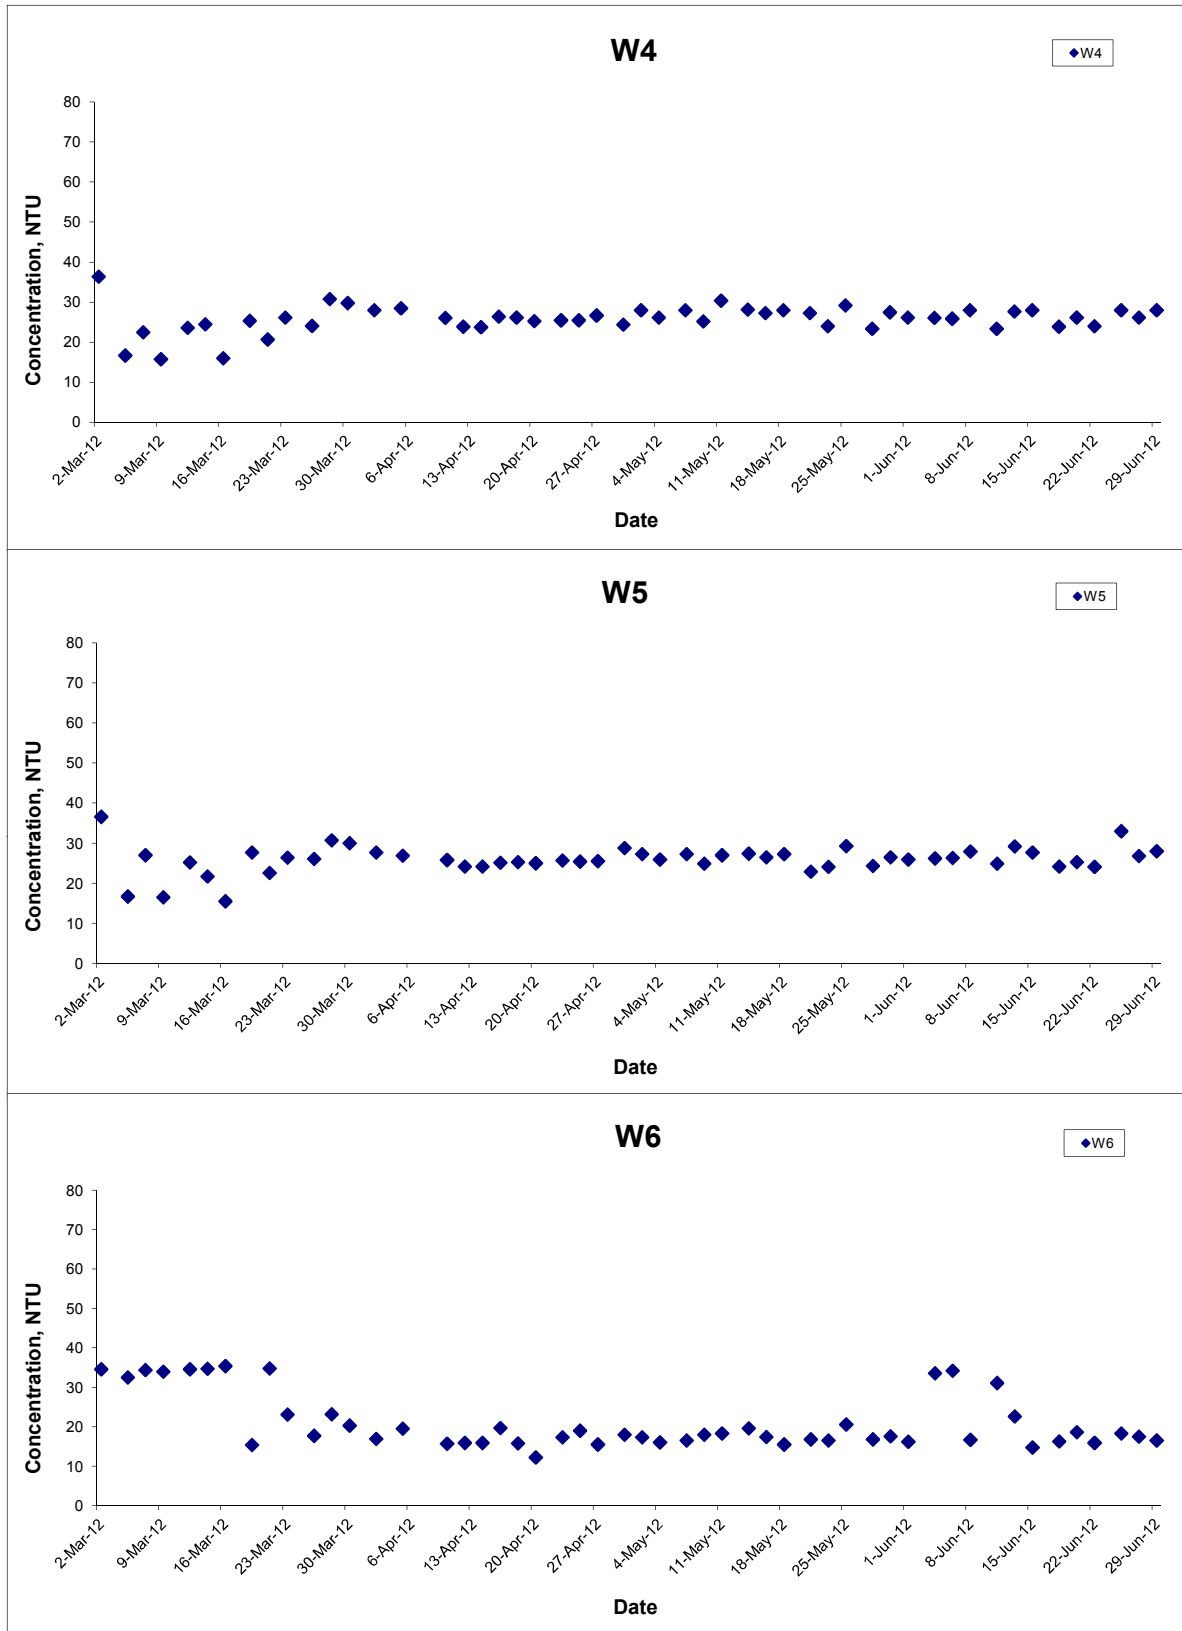 W4
W4
80
70
60
50
40
30
20
10
0
Concentration, NTU
2-Mar-12
9-Mar-12
16-Mar-12
23-Mar-12
30-Mar-12
6-Apr-12
13-Apr-12
20-Apr-12
27-Apr-12
4-May-12
11-May-12
18-May-12
25-May-12
1-Jun-12
8-Jun-12
15-Jun-12
22-Jun-12
29-Jun-12
Date
W5
W5
80
70
60
50
40
30
20
10
0
Concentration, NTU
2-Mar-12
9-Mar-12
16-Mar-12
23-Mar-12
30-Mar-12
6-Apr-12
13-Apr-12
20-Apr-12
27-Apr-12
4-May-12
11-May-12
18-May-12
25-May-12
1-Jun-12
8-Jun-12
15-Jun-12
22-Jun-12
29-Jun-12
Date
W6
W6
80
70
60
50
40
30
20
10
0
Concentration, NTU
2-Mar-12
9-Mar-12
16-Mar-12
23-Mar-12
30-Mar-12
6-Apr-12
13-Apr-12
20-Apr-12
27-Apr-12
4-May-12
11-May-12
18-May-12
25-May-12
1-Jun-12
8-Jun-12
15-Jun-12
22-Jun-12
29-Jun-12
Date